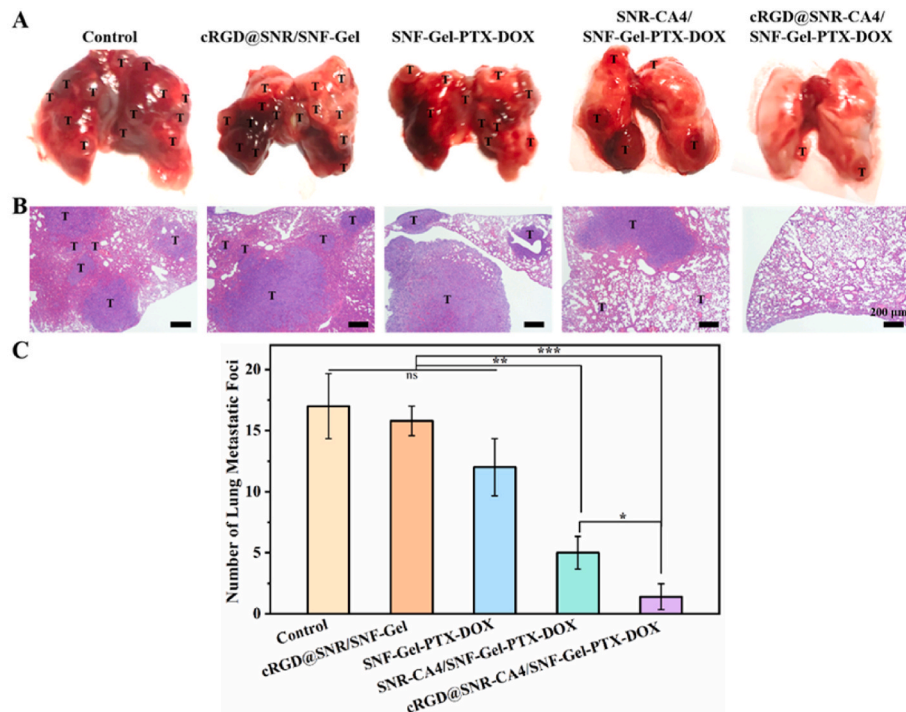 A
Control
cRGD@SNR/SNF-Gel
SNF-Gel-PTX-DOX
SNR-CA4/
SNF-Gel-PTX-DOX
cRGD@SNR-CA4/
SNF-Gel-PTX-DOX
T T T T T T T T T T T T
T T T T T T T T T T T T
T T T T T T T T T T
T T T T T
T T
B
T T T T T T
T T T T T
T T T
T T T
200 μm
C
Number of Lung Metastatic Foci
20
15
10
5
0
ns
**
***
*
Control
cRGD@SNR/SNF-Gel
SNF-Gel-PTX-DOX
SNR-CA4/SNF-Gel-PTX-DOX
cRGD@SNR-CA4/SNF-Gel-PTX-DOX